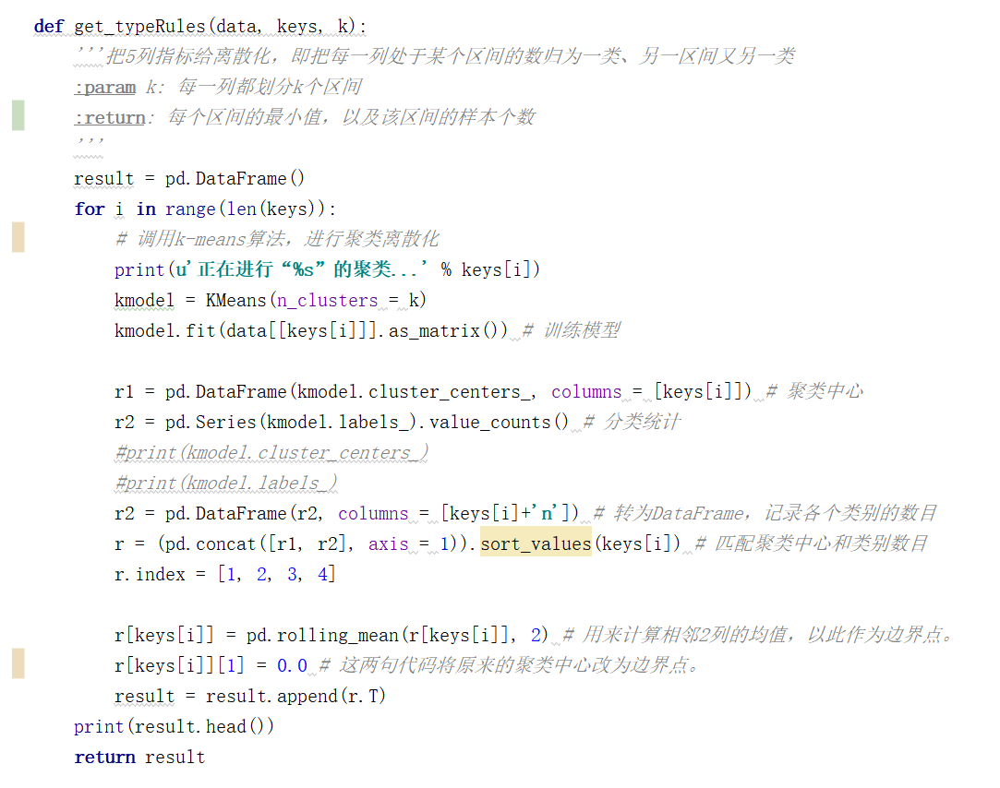 def get_typeRules(data, keys, k):
    '''把5列指标给离散化，即把每一列处于某个区间的数归为一类、另一区间又另一类
    :param k: 每一列都划分k个区间
    :return: 每个区间的最小值，以及该区间的样本个数
    '''
    result = pd.DataFrame()
    for i in range(len(keys)):
        # 调用k-means算法，进行聚类离散化
        print(u'正在进行“%s”的聚类...' % keys[i])
        kmodel = KMeans(n_clusters = k)
        kmodel.fit(data[[keys[i]]].as_matrix()) # 训练模型
        r1 = pd.DataFrame(kmodel.cluster_centers_, columns = [keys[i]]) # 聚类中心
        r2 = pd.Series(kmodel.labels_).value_counts() # 分类统计
        #print(kmodel.cluster_centers_)
        #print(kmodel.labels_)
        r2 = pd.DataFrame(r2, columns = [keys[i]+'n']) # 转为DataFrame，记录各个类别的数目
        r = (pd.concat([r1, r2], axis = 1)).sort_values(keys[i]) # 匹配聚类中心和类别数目
        r.index = [1, 2, 3, 4]
        r[keys[i]] = pd.rolling_mean(r[keys[i]], 2) # 用来计算相邻2列的均值，以此作为边界点。
        r[keys[i]][1] = 0.0 # 这两句代码将原来的聚类中心改为边界点。
        result = result.append(r.T)
    print(result.head())
    return result